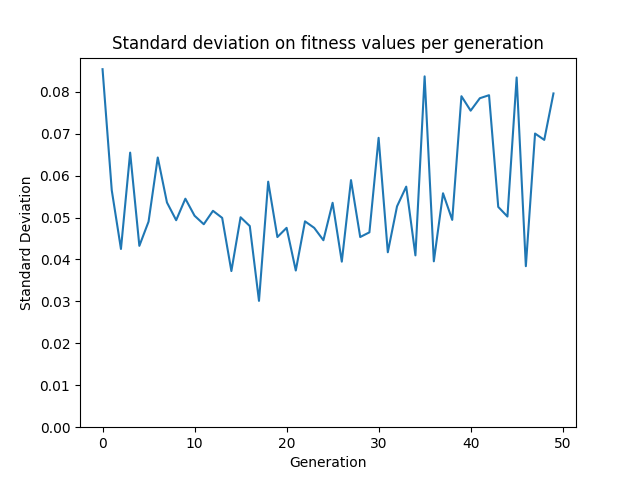 Standard deviation on fitness values per generation
0.08
0.07
0.06
0.05
0.04
0.03
0.02
0.01
0.00
Standard Deviation
0 10 20 30 40 50
Generation